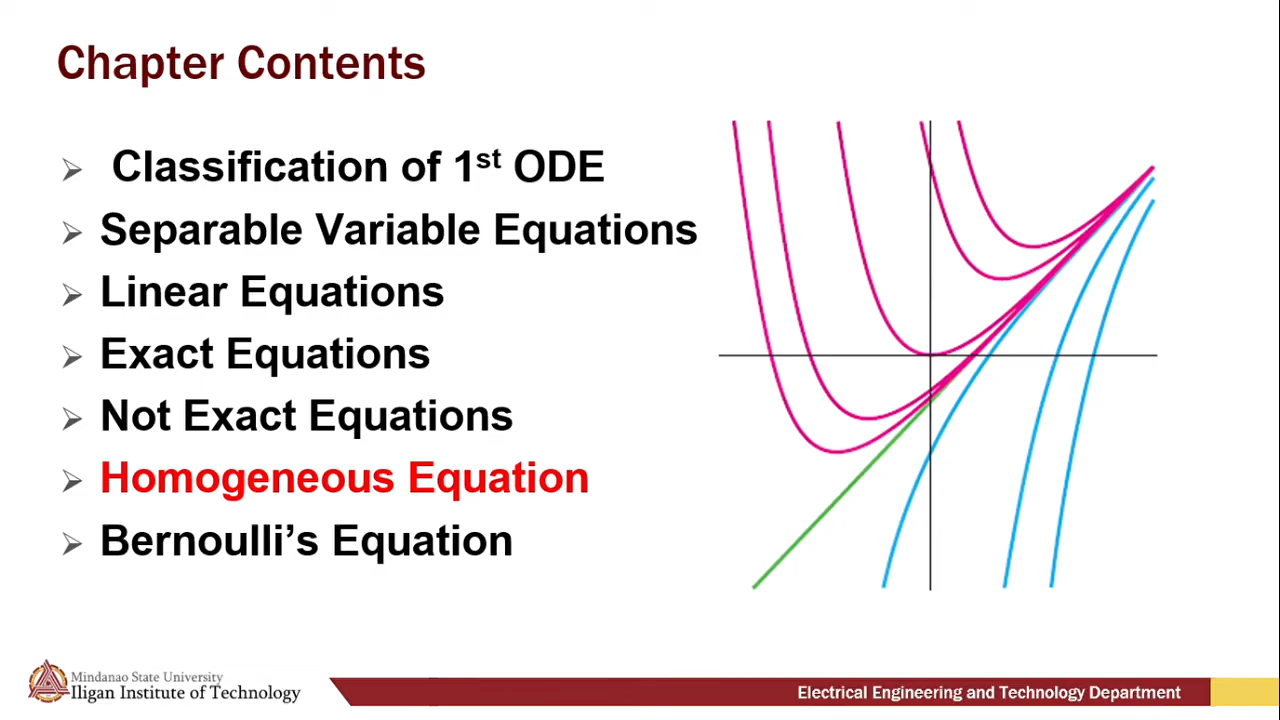 Chapter Contents
Classification of 1st ODE
Separable Variable Equations
Linear Equations
Exact Equations
Not Exact Equations
Homogeneous Equation
Bernoulli’s Equation
Mindanao State University
Iligan Institute of Technology
Electrical Engineering and Technology Department